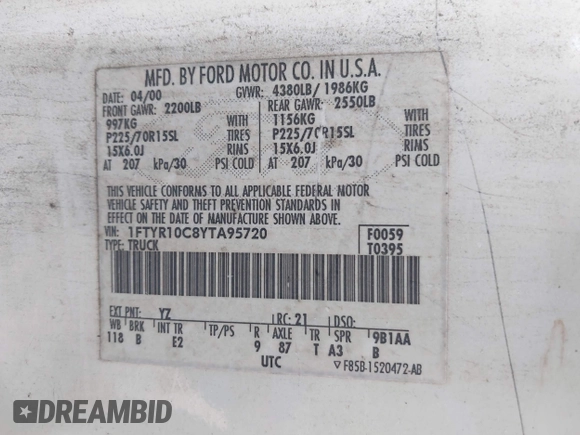 MFD. BY FORD MOTOR CO. IN U.S.A.
DATE: 04/00 GVWR: 4380LB/ 1986KG
FRONT GAWR: 2200LB REAR GAWR: 2550LB
997KG WITH 1156KG WITH
P225/70R15SL TIRES P225/70R15SL TIRES
15X6.0J RIMS 15X6.0J
AT 207 kPa/30 PSI COLD AT 207 kPa/30 PSI COLD
THIS VEHICLE CONFORMS TO ALL APPLICABLE FEDERAL MOTOR
VEHICLE SAFETY AND THEFT PREVENTION STANDARDS IN
EFFECT ON THE DATE OF MANUFACTURE SHOWN ABOVE.
VIN: 1FTYR10C8YTA95720 F0059
TYPE: TRUCK T0395
EXT PNT: YZ RC: 21 DSO:
WB BRK INT TR TP/PS R AXLE TR SPR 9B1AA
118 B E2 9 87 T A3 B
UTC ▽F85B-1520472-AB
DREAMBID